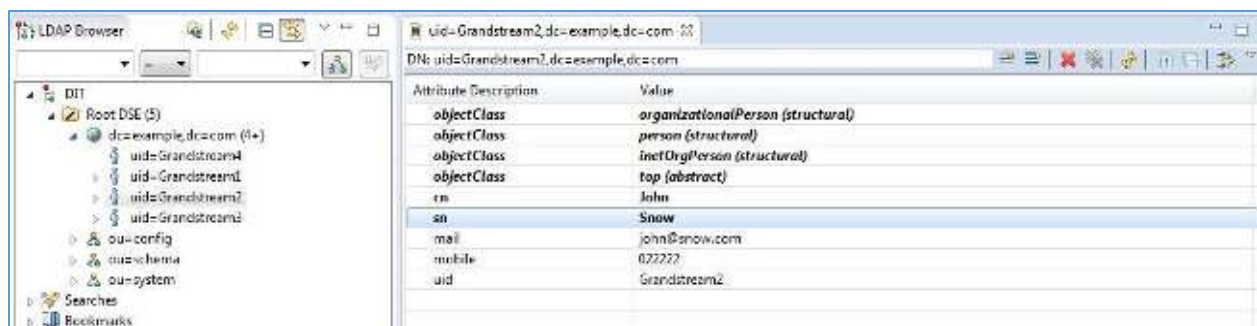 LDAP Browser
=
DIT
Root DSE (5)
dc=example,dc=com (4+)
uid=Grandstream4
uid=Grandstream1
uid=Grandstream2
uid=Grandstream3
ou=config
ou=schema
ou=system
Searches
Bookmarks
uid=Grandstream2,dc=example,dc=com
DN: uid=Grandstream2,dc=example,dc=com
Attribute Description Value
objectClass organizationalPerson (structural)
objectClass person (structural)
objectClass inetOrgPerson (structural)
objectClass top (abstract)
cn John
sn Snow
mail john@snow.com
mobile 022222
uid Grandstream2